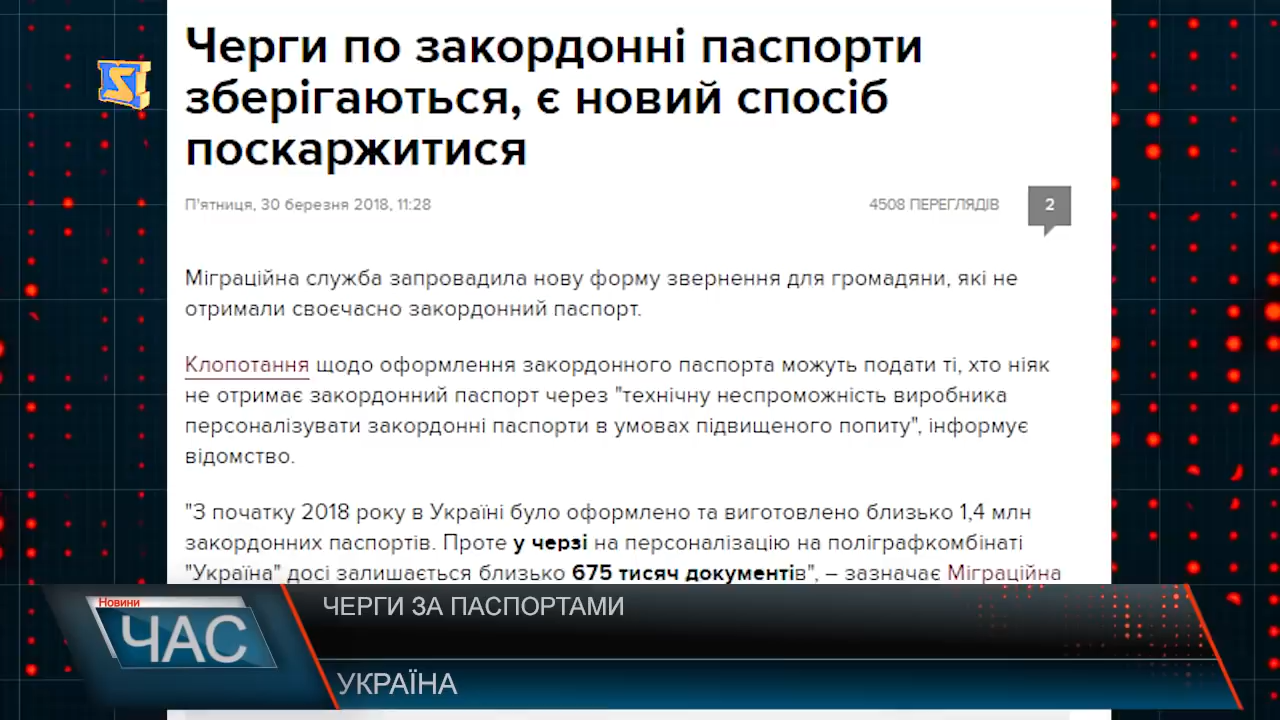 Черги по закордонні паспорти
зберігаються, є новий спосіб
поскаржитися
П'ятниця, 30 березня 2018, 11:28
4508 ПЕРЕГЛЯДІВ
2
Міграційна служба запровадила нову форму звернення для громадяни, які не
отримали своєчасно закордонний паспорт.
Клопотання щодо оформлення закордонного паспорта можуть подати ті, хто ніяк
не отримає закордонний паспорт через "технічну неспроможність виробника
персоналізувати закордонні паспорти в умовах підвищеного попиту", інформує
відомство.
"З початку 2018 року в Україні було оформлено та виготовлено близько 1,4 млн
закордонних паспортів. Проте у черзі на персоналізацію на поліграфкомбінаті
"Україна" досі залишається близько 675 тисяч документів", – зазначає Міграційна
Новини
ЧАС
ЧЕРГИ ЗА ПАСПОРТАМИ
УКРАЇНА